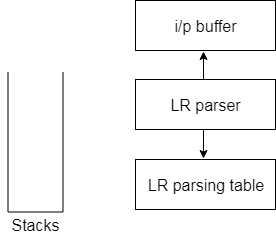 i/p buffer
LR parser
LR parsing table
Stacks